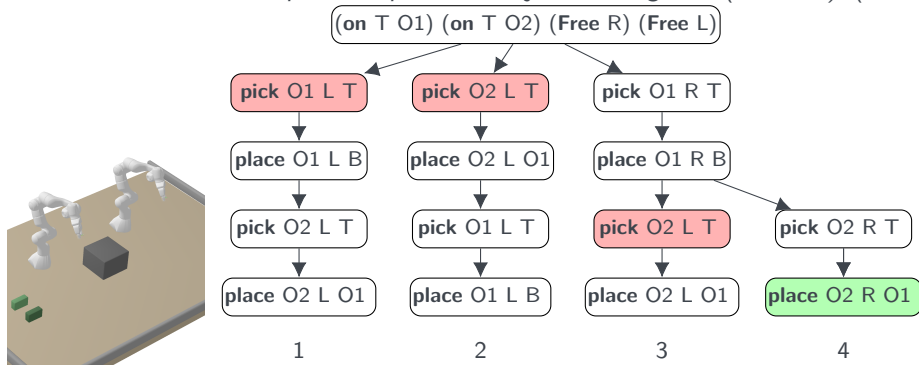 (on T O1) (on T O2) (Free R) (Free L)
pick O1 L T
pick O2 L T
pick O1 R T
place O1 L B
place O2 L O1
place O1 R B
pick O2 L T
pick O1 L T
pick O2 L T
pick O2 R T
place O2 L O1
place O1 L B
place O2 L O1
place O2 R O1
1
2
3
4